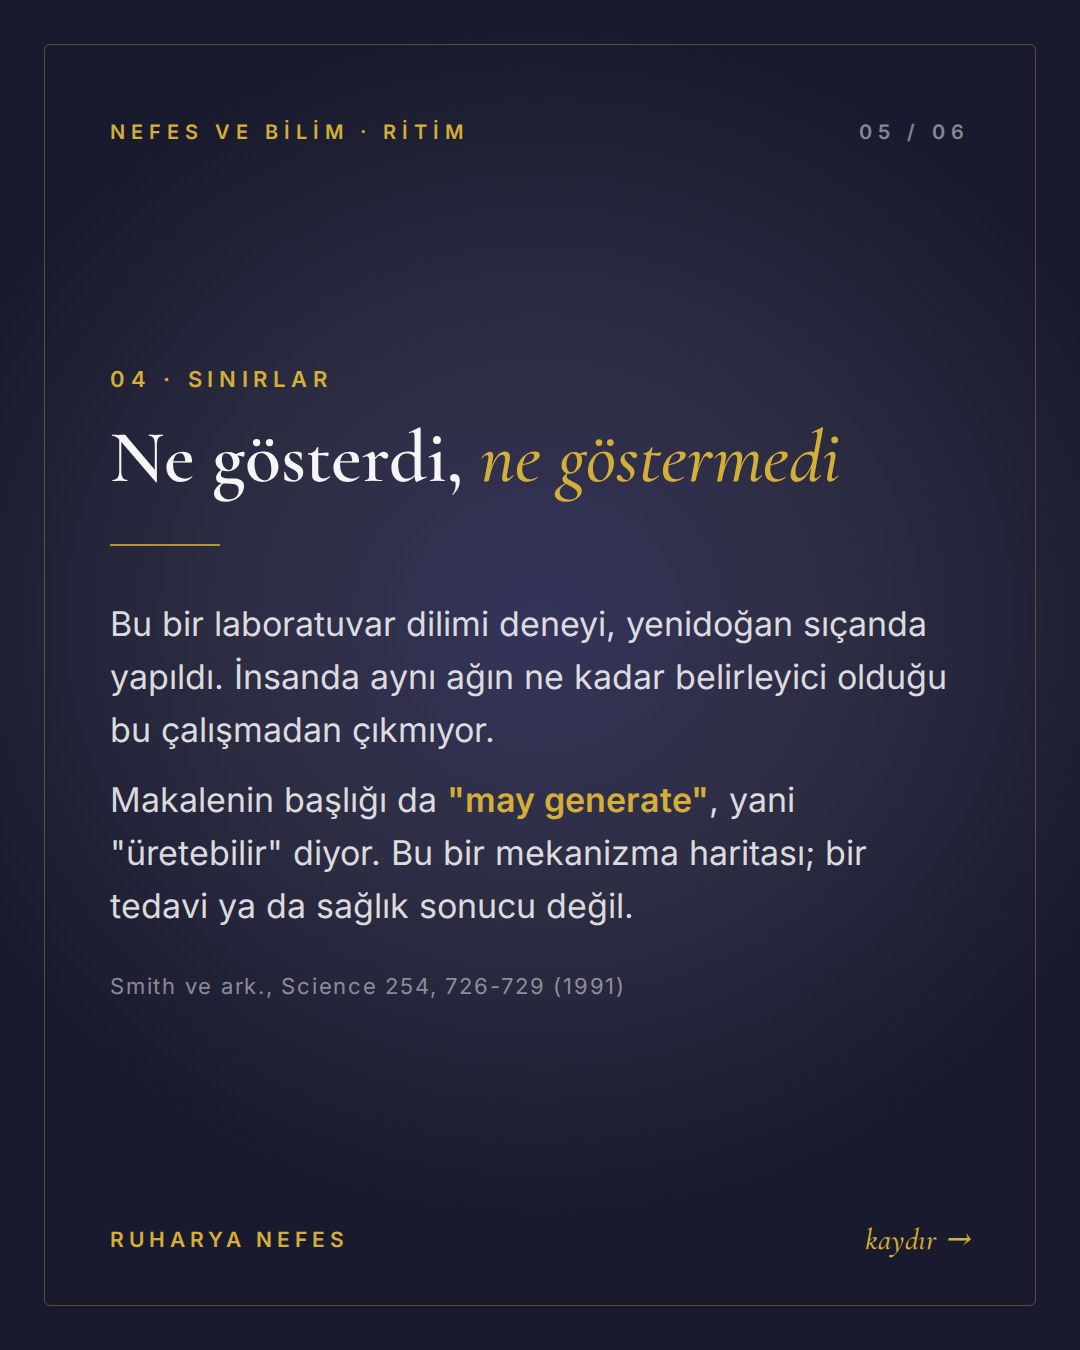 NEFES VE BİLİM · RİTİM
05 / 06
04 · SINIRLAR
Ne gösterdi, ne göstermedi
Bu bir laboratuvar dilimi deneyi, yenidoğan sıçanda
yapıldı. İnsanda aynı ağın ne kadar belirleyici olduğu
bu çalışmadan çıkmıyor.
Makalenin başlığı da "may generate", yani
"üretebilir" diyor. Bu bir mekanizma haritası; bir
tedavi ya da sağlık sonucu değil.
Smith ve ark., Science 254, 726-729 (1991)
RUHARYA NEFES
kaydır →